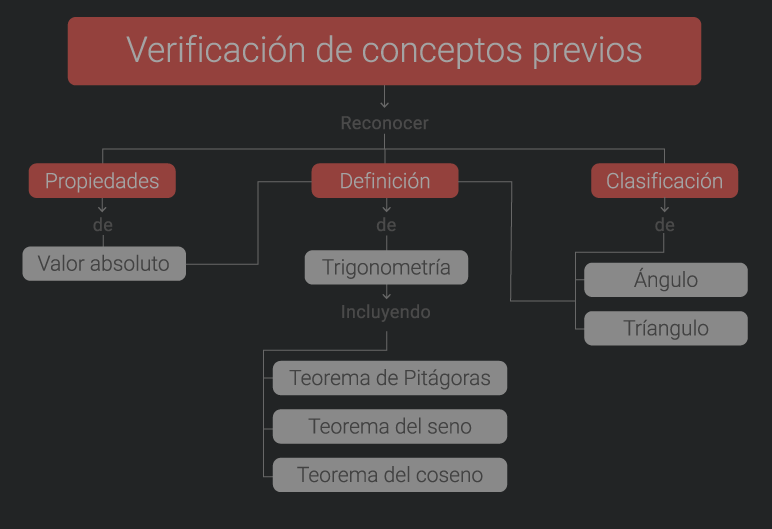 Verificación de conceptos previos
Reconocer
Propiedades
Definición
Clasificación
de
de
de
Valor absoluto
Trigonometría
Ángulo
Incluyendo
Tríangulo
Teorema de Pitágoras
Teorema del seno
Teorema del coseno